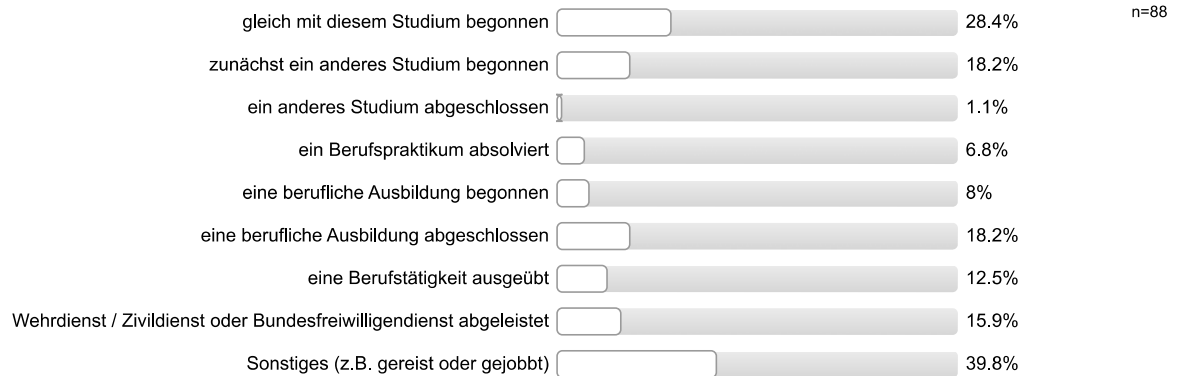 n=88
gleich mit diesem Studium begonnen 28.4%
zunächst ein anderes Studium begonnen 18.2%
ein anderes Studium abgeschlossen 1.1%
ein Berufspraktikum absolviert 6.8%
eine berufliche Ausbildung begonnen 8%
eine berufliche Ausbildung abgeschlossen 18.2%
eine Berufstätigkeit ausgeübt 12.5%
Wehrdienst / Zivildienst oder Bundesfreiwilligendienst abgeleistet 15.9%
Sonstiges (z.B. gereist oder gejobbt) 39.8%